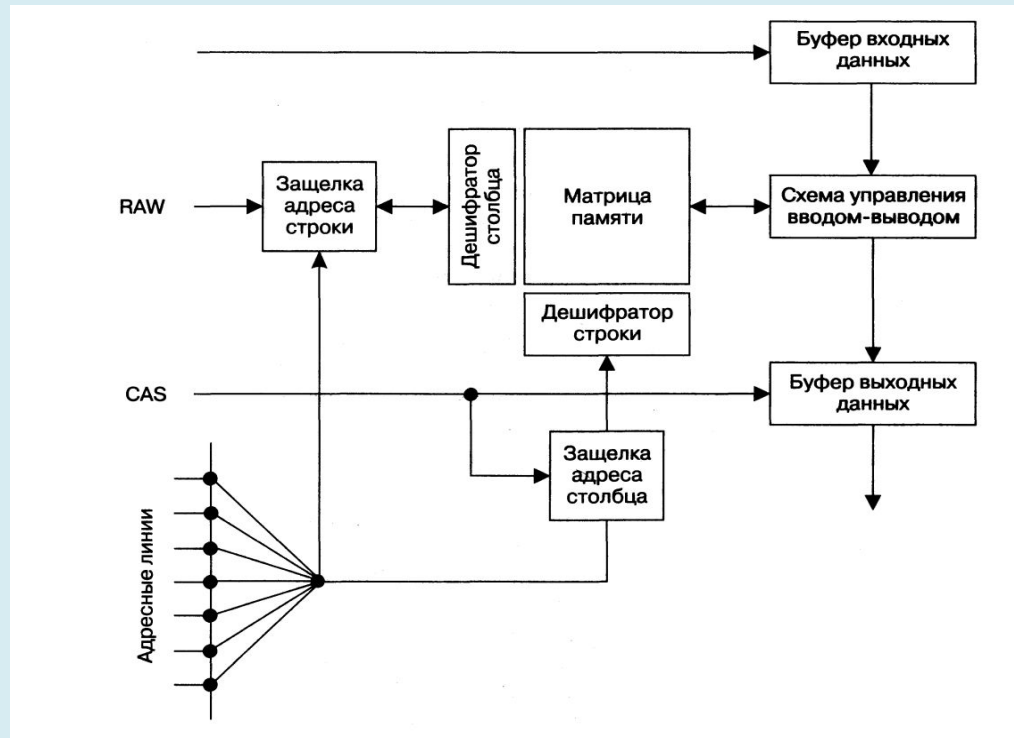 Буфер входных
данных
RAW
Защелка
адреса
строки
Дешифратор
столбца
Матрица
памяти
Схема управления
вводом-выводом
Дешифратор
строки
CAS
Буфер выходных
данных
Защелка
адреса
столбца
Адресные линии